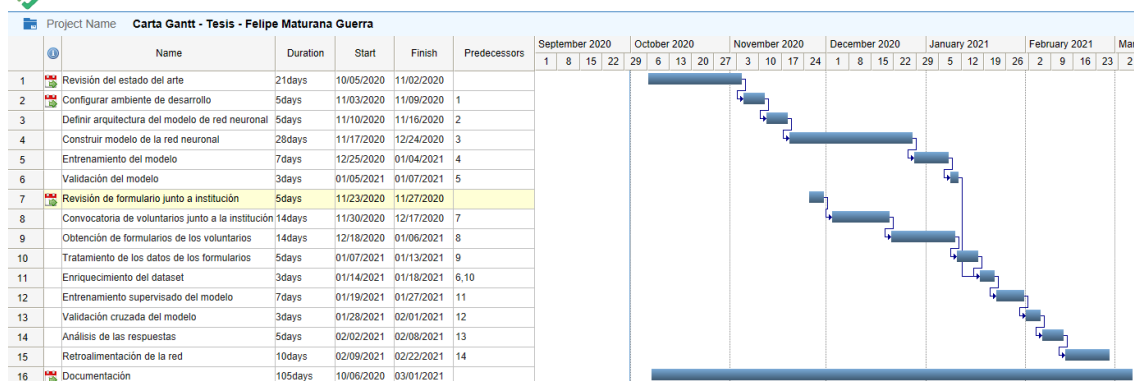 Project Name Carta Gantt - Tesis - Felipe Maturana Guerra
Name Duration Start Finish Predecessors September 2020 October 2020 November 2020 December 2020 January 2021 February 2021 Mar
1 8 15 22 29 6 13 20 27 3 10 17 24 1 8 15 22 29 5 12 19 26 2 9 16 23 2
1 Revisión del estado del arte 21days 10/05/2020 11/02/2020
2 Configurar ambiente de desarrollo 5days 11/03/2020 11/09/2020 1
3 Definir arquitectura del modelo de red neuronal 5days 11/10/2020 11/16/2020 2
4 Construir modelo de la red neuronal 28days 11/17/2020 12/24/2020 3
5 Entrenamiento del modelo 7days 12/25/2020 01/04/2021 4
6 Validación del modelo 3days 01/05/2021 01/07/2021 5
7 Revisión de formulario junto a institución 5days 11/23/2020 11/27/2020
8 Convocatoria de voluntarios junto a la institución 14days 11/30/2020 12/17/2020 7
9 Obtención de formularios de los voluntarios 14days 12/18/2020 01/06/2021 8
10 Tratamiento de los datos de los formularios 5days 01/07/2021 01/13/2021 9
11 Enriquecimiento del dataset 3days 01/14/2021 01/18/2021 6,10
12 Entrenamiento supervisado del modelo 7days 01/19/2021 01/27/2021 11
13 Validación cruzada del modelo 3days 01/28/2021 02/01/2021 12
14 Análisis de las respuestas 5days 02/02/2021 02/08/2021 13
15 Retroalimentación de la red 10days 02/09/2021 02/22/2021 14
16 Documentación 105days 10/06/2020 03/01/2021